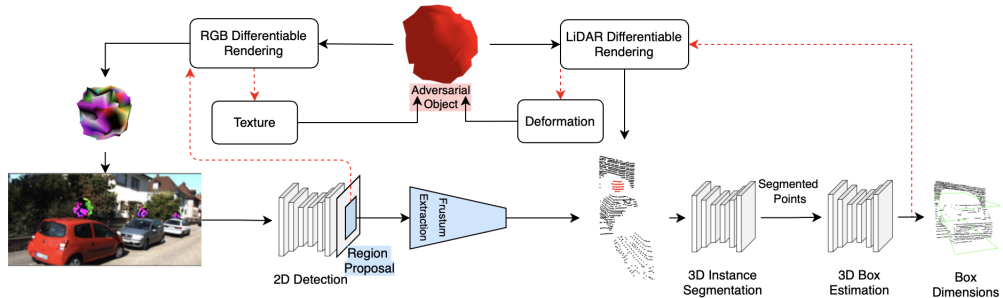 RGB Differentiable
Rendering
LiDAR Differentiable
Rendering
Adversarial
Object
Texture
Deformation
Frustum
Extraction
Segmented
Points
Region
Proposal
2D Detection
3D Instance
Segmentation
3D Box
Estimation
Box
Dimensions